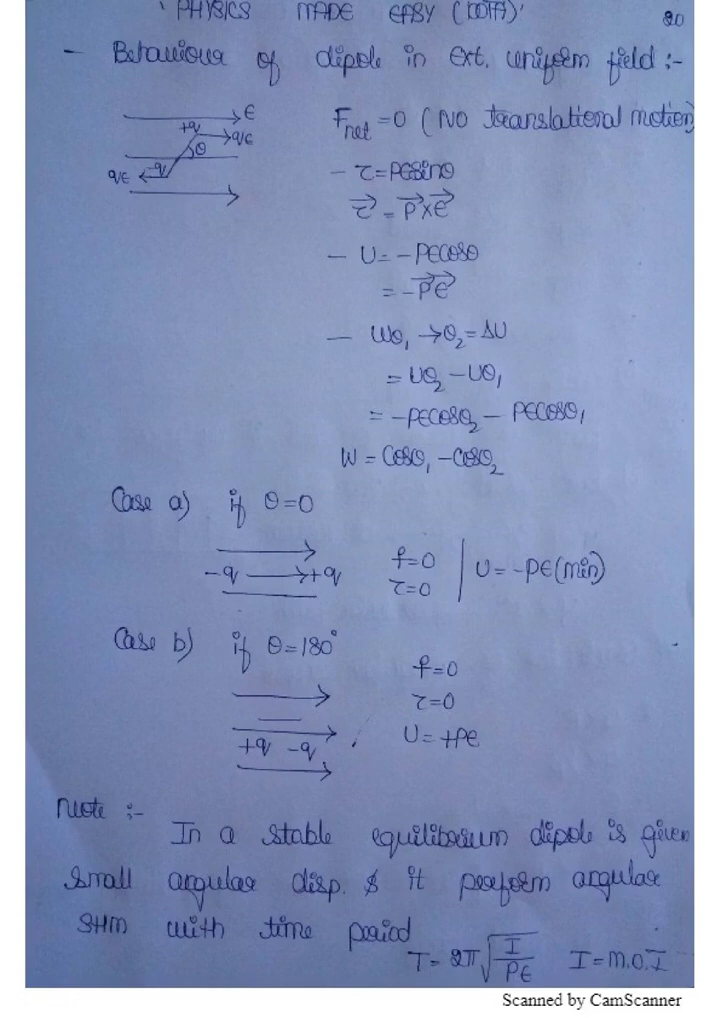 ' PHYSICS MADE EASY (KOTA)' 20
- Behaviour of dipole in ext. uniform field :-
E
+q
qE
θ
-q
qE
Fnet = 0 (NO translational motion)
- τ = PEsinθ
τ⃗ = P⃗×E⃗
- U = -PEcosθ
= -P⃗E⃗
- Wθ₁→θ₂ = ΔU
= Uθ₂ - Uθ₁
= -PEcosθ₂ - PEcosθ₁
W = Cosθ₁ - Cosθ₂
Case a) if θ=0
-q → +q
f=0
τ=0
U = -PE(min)
Case b) if θ=180°
f=0
τ=0
U = +PE
+q -q
Note :-
In a stable equilibrium dipole is given
small angular disp. & it perform angular
SHM with time period
T = 2π√(I/PE) I = M.O.I
Scanned by CamScanner